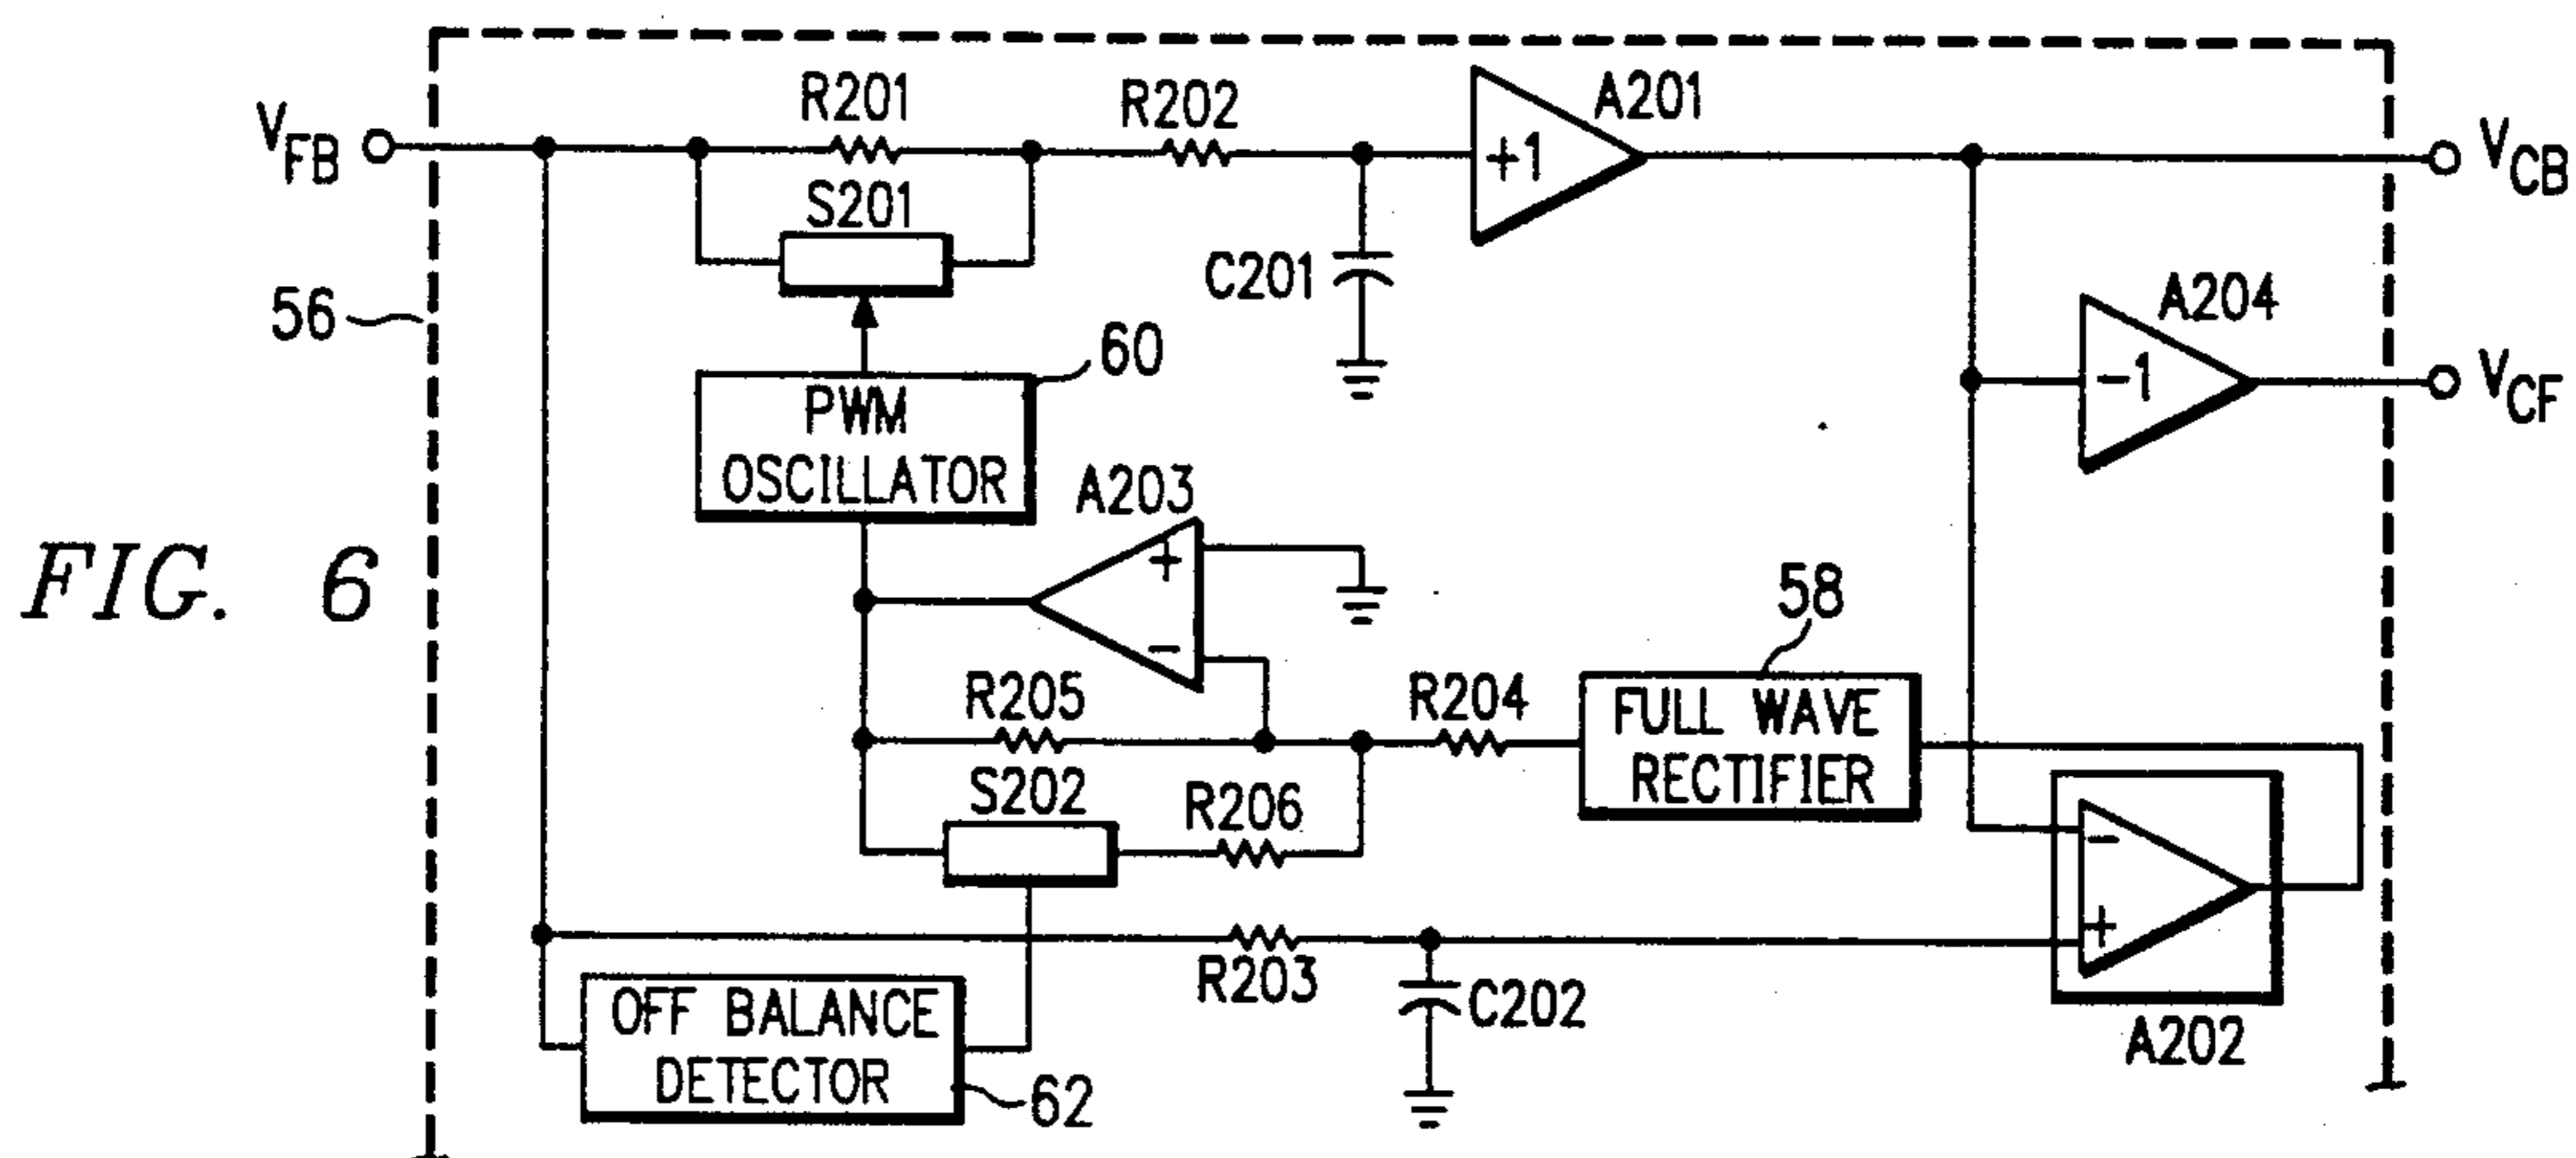 R201
R202
A201
V_FB
V_CB
+1
S201
C201
A204
56
60
-1
V_CF
PWM
OSCILLATOR
A203
FIG. 6
+
-
58
R205
R204
FULL WAVE
RECTIFIER
S202
R206
-
+
R203
C202
A202
OFF BALANCE
DETECTOR
62